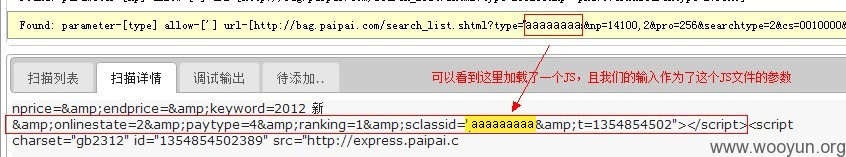 Found: parameter-[type] allow-['] url-[http://bag.paipai.com/search_list.shtml?type="aaaaaaaa&np=14100,2&pro=256&searchtype=2&cs=0010000&
扫描列表 扫描详情 调试输出 待添加..
可以看到这里加载了一个JS，且我们的输入作为了这个JS文件的参数
nprice=&amp;endprice=&amp;keyword=2012 新
&amp;onlinestate=2&amp;paytype=4&amp;ranking=1&amp;sclassid='aaaaaaaaa&amp;t=1354854502"></script><script
charset="gb2312" id="1354854502389" src="http://express.paipai.c
www.wooyun.org